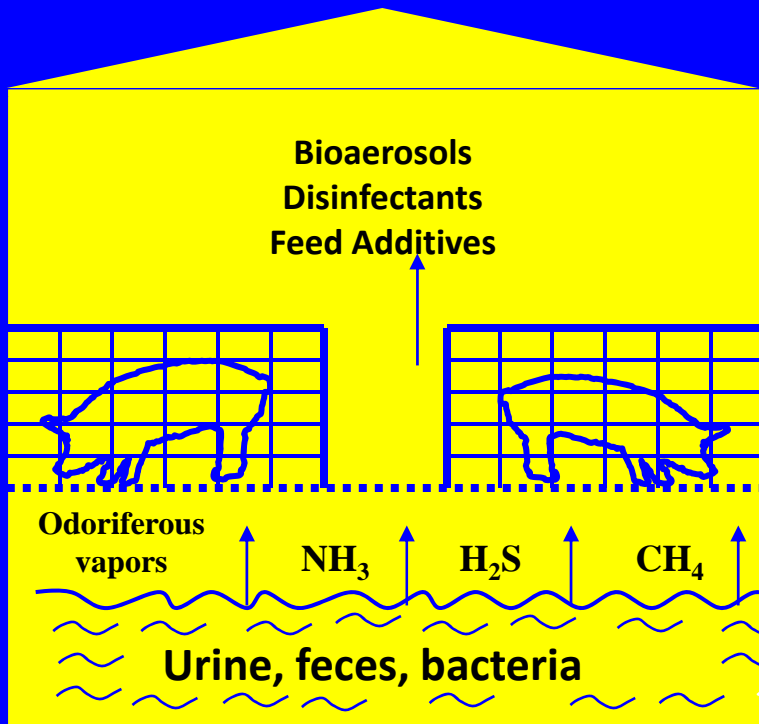 Bioaerosols
Disinfectants
Feed Additives
Odoriferous
vapors
NH₃
H₂S
CH₄
Urine, feces, bacteria